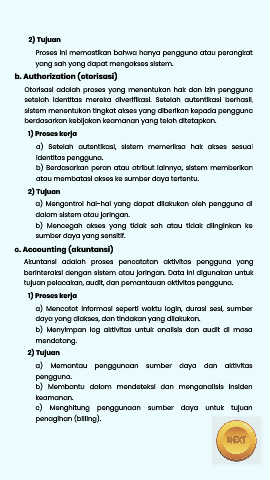 2) Tujuan
Proses ini memastikan bahwa hanya pengguna atau perangkat
yang sah yang dapat mengakses sistem.
b. Authorization (otorisasi)
Otorisasi adalah proses yang menentukan hak dan izin pengguna
setelah identitas mereka diverifikasi. Setelah autentikasi berhasil,
sistem menentukan tingkat akses yang diberikan kepada pengguna
berdasarkan kebijakan keamanan yang telah ditetapkan.
1) Proses kerja
a) Setelah autentikasi, sistem memeriksa hak akses sesuai
identitas pengguna.
b) Berdasarkan peran atau atribut lainnya, sistem memberikan
atau membatasi akses ke sumber daya tertentu.
2) Tujuan
a) Mengontrol hal-hal yang dapat dilakukan oleh pengguna di
dalam sistem atau jaringan.
b) Mencegah akses yang tidak sah atau tidak diinginkan ke
sumber daya yang sensitif.
c. Accounting (akuntansi)
Akuntansi adalah proses pencatatan aktivitas pengguna yang
berinteraksi dengan sistem atau jaringan. Data ini digunakan untuk
tujuan pelacakan, audit, dan pemantauan aktivitas pengguna.
1) Proses kerja
a) Mencatat informasi seperti waktu login, durasi sesi, sumber
daya yang diakses, dan tindakan yang dilakukan.
b) Menyimpan log aktivitas untuk analisis dan audit di masa
mendatang.
2) Tujuan
a) Memantau penggunaan sumber daya dan aktivitas
pengguna.
b) Membantu dalam mendeteksi dan menganalisis insiden
keamanan.
c) Menghitung penggunaan sumber daya untuk tujuan
penagihan (billing).
NEXT